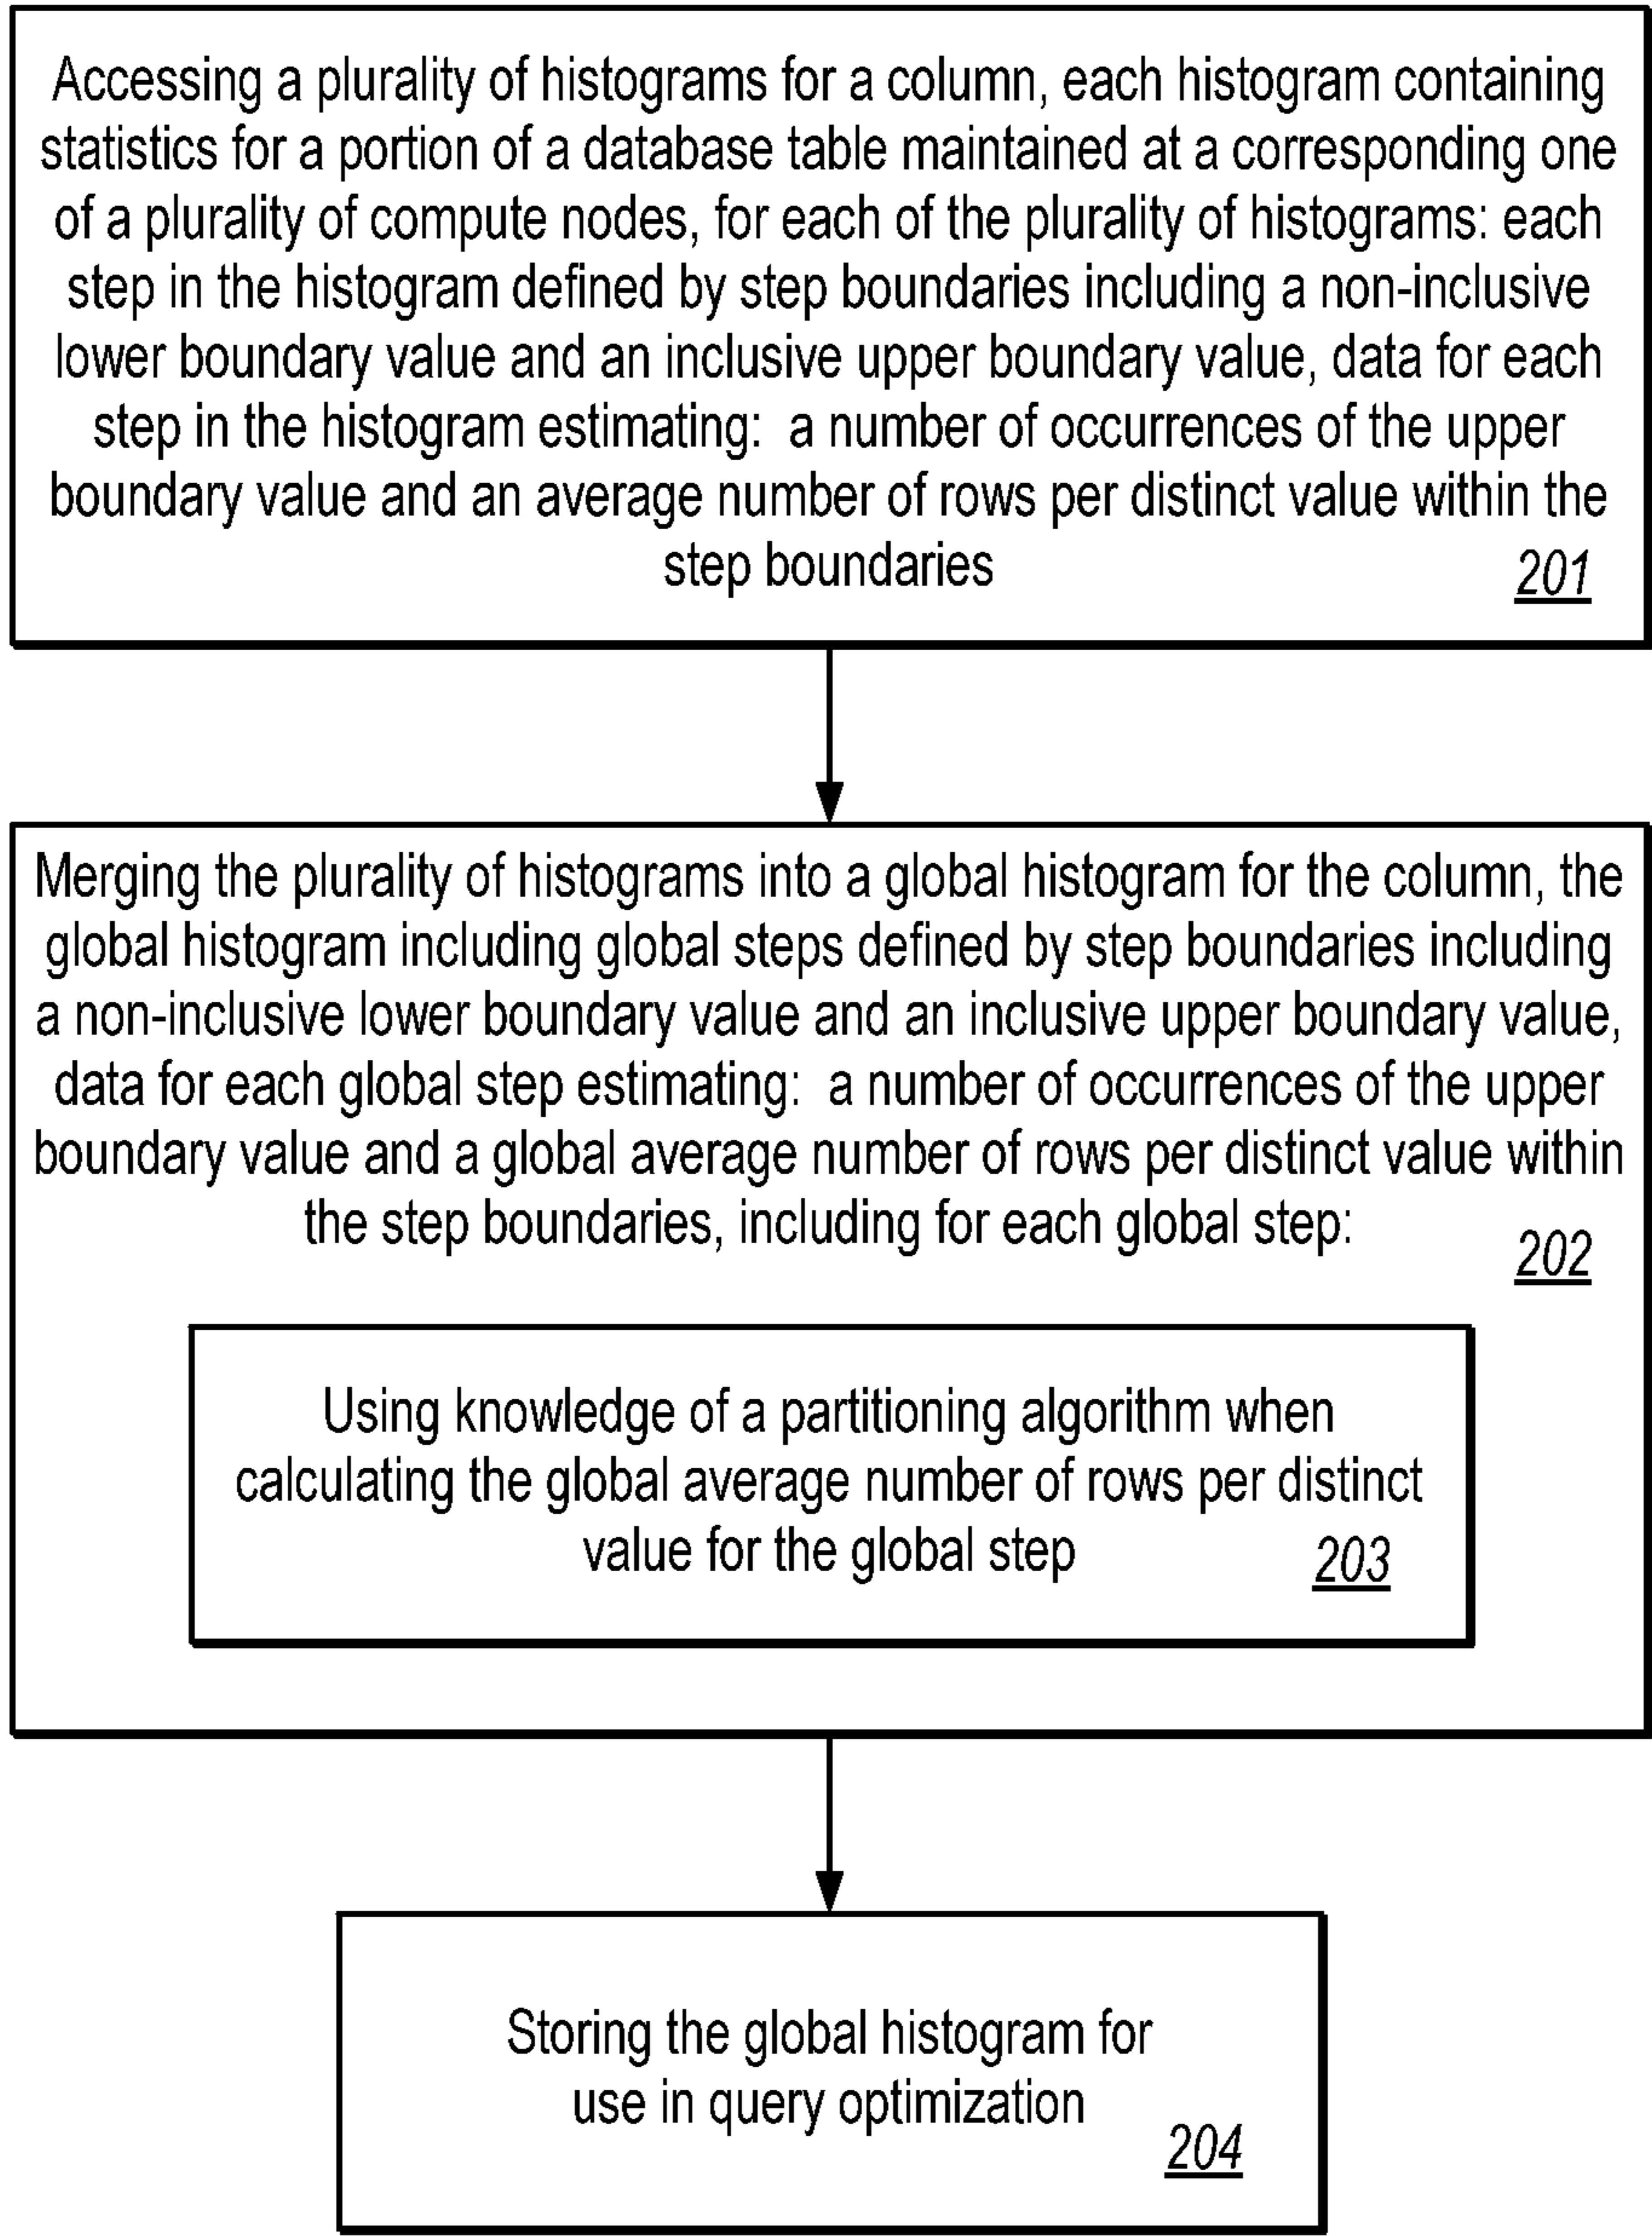 Accessing a plurality of histograms for a column, each histogram containing
statistics for a portion of a database table maintained at a corresponding one
of a plurality of compute nodes, for each of the plurality of histograms: each
step in the histogram defined by step boundaries including a non-inclusive
lower boundary value and an inclusive upper boundary value, data for each
step in the histogram estimating:  a number of occurrences of the upper
boundary value and an average number of rows per distinct value within the
step boundaries
201
Merging the plurality of histograms into a global histogram for the column, the
global histogram including global steps defined by step boundaries including
a non-inclusive lower boundary value and an inclusive upper boundary value,
data for each global step estimating:  a number of occurrences of the upper
boundary value and a global average number of rows per distinct value within
the step boundaries, including for each global step:
202
Using knowledge of a partitioning algorithm when
calculating the global average number of rows per distinct
value for the global step
203
Storing the global histogram for
use in query optimization
204